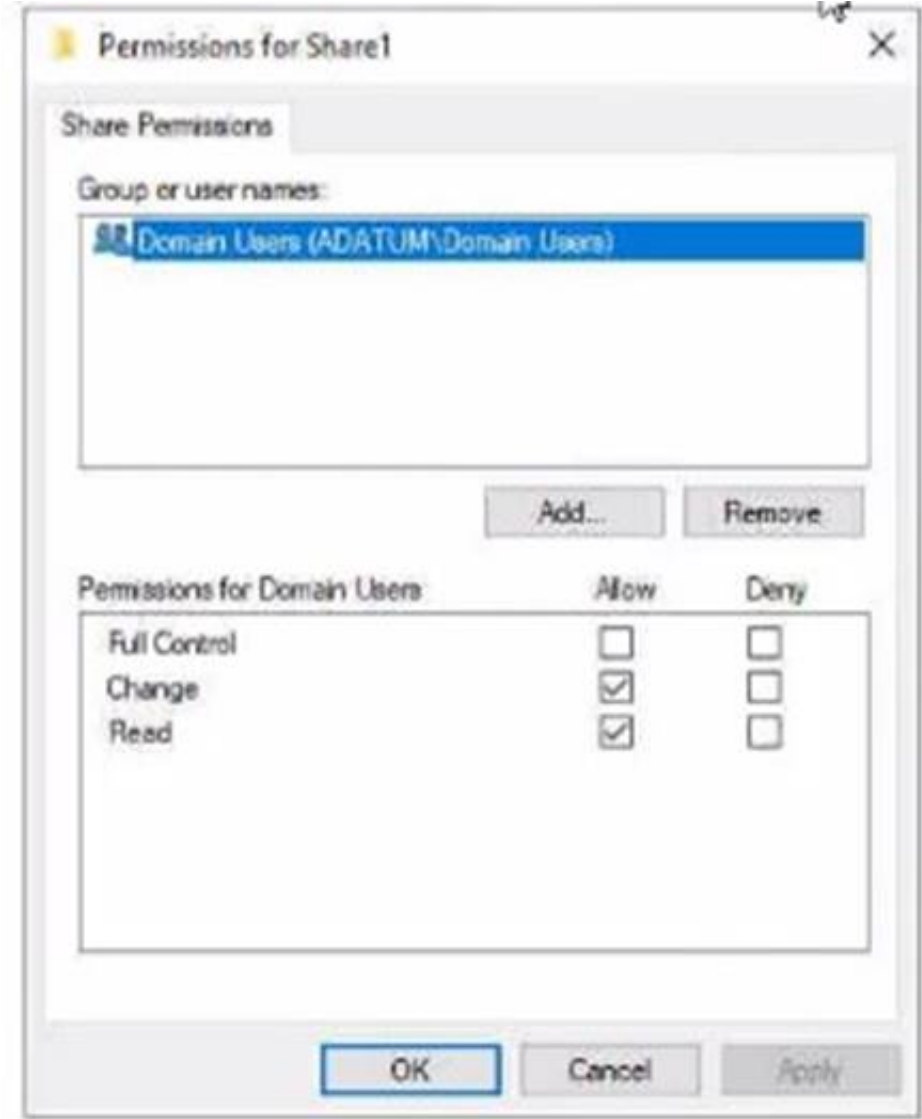 Permissions for Share1
Share Permissions
Group or user names:
Domain Users (ADATUM\Domain Users)
Add...
Remove
Permissions for Domain Users
Allow
Deny
Full Control
Change
Read
OK
Cancel
Apply